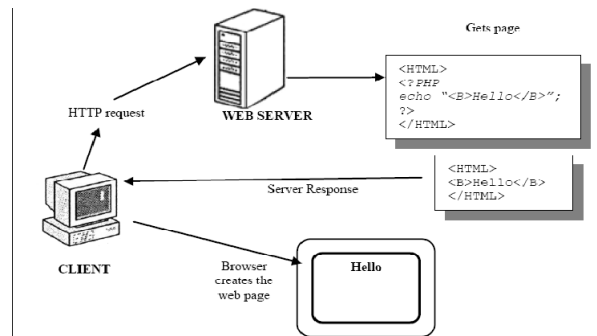 Gets page
<HTML>
<?PHP
echo "<B>Hello</B>";
?>
</HTML>
HTTP request
WEB SERVER
<HTML>
<B>Hello</B>
</HTML>
Server Response
CLIENT
Browser
creates the
web page
Hello